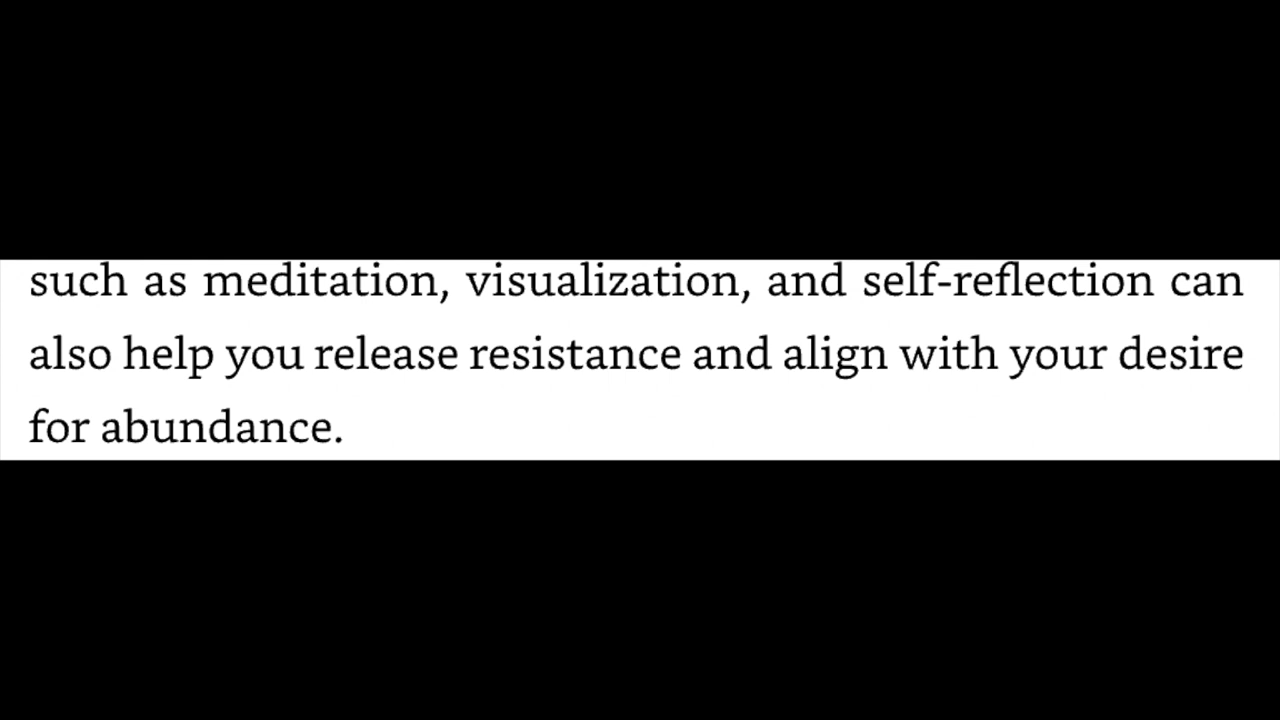 such as meditation, visualization, and self-reflection can
also help you release resistance and align with your desire
for abundance.